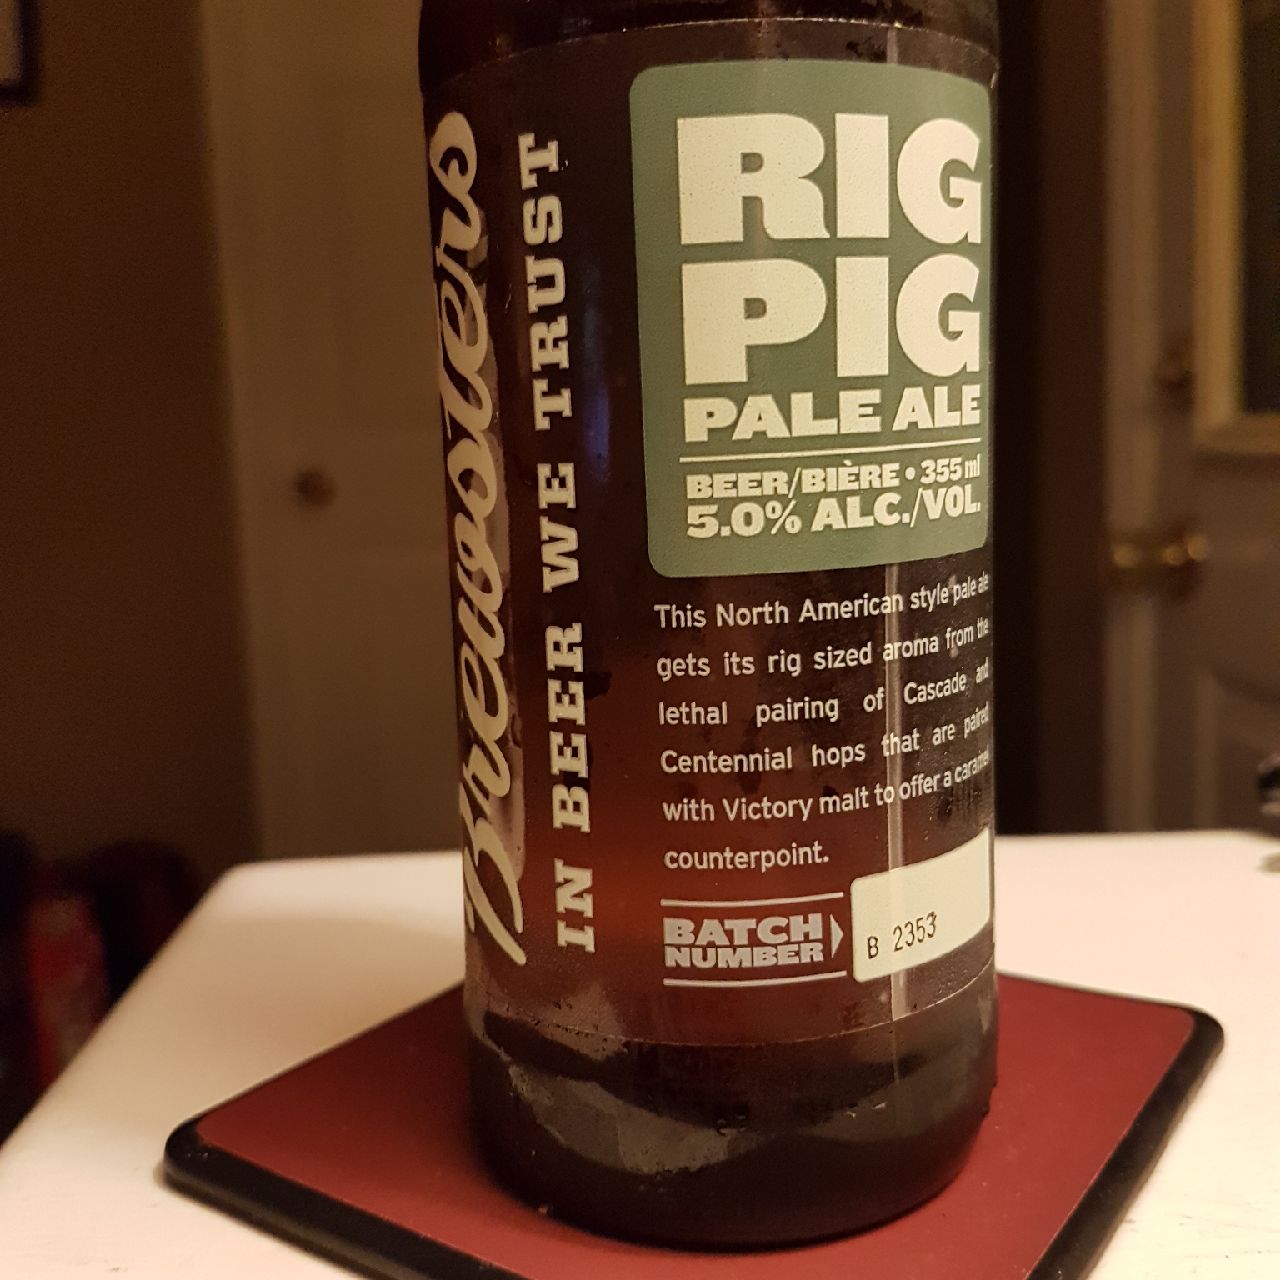 Brewsters
IN BEER WE TRUST
RIG
PIG
PALE ALE
BEER/BIÈRE • 355 ml
5.0% ALC./VOL.
This North American style pale ale
gets its rig sized aroma from the
lethal pairing of Cascade and
Centennial hops that are paired
with Victory malt to offer a caramel
counterpoint.
BATCH
NUMBER
B 2353